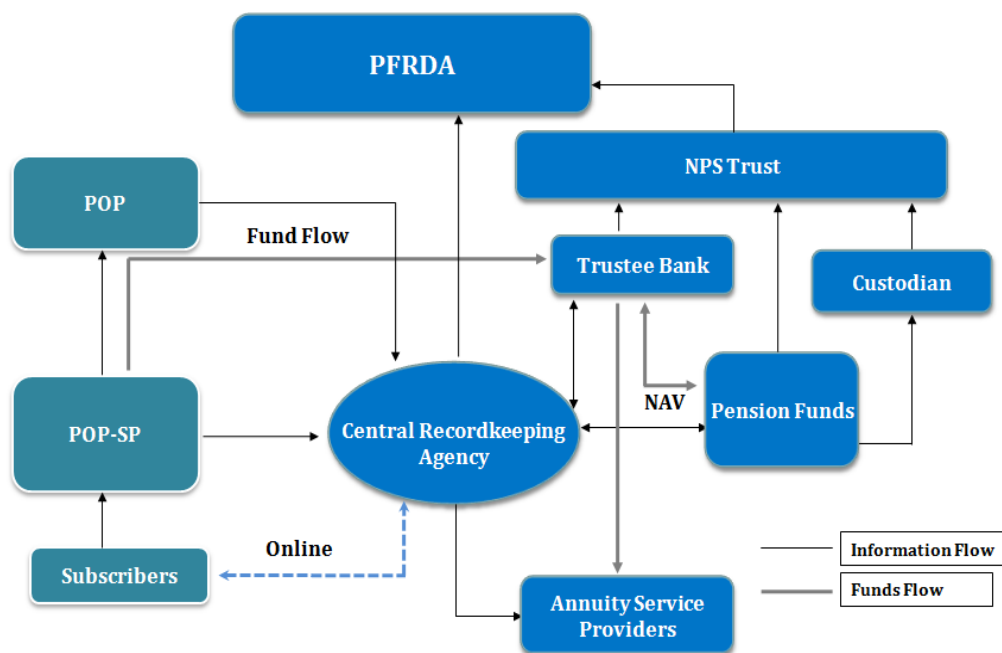 PFRDA
NPS Trust
POP
Fund Flow
Trustee Bank
Custodian
POP-SP
Central Recordkeeping
Agency
NAV
Pension Funds
Online
Subscribers
Information Flow
Funds Flow
Annuity Service
Providers